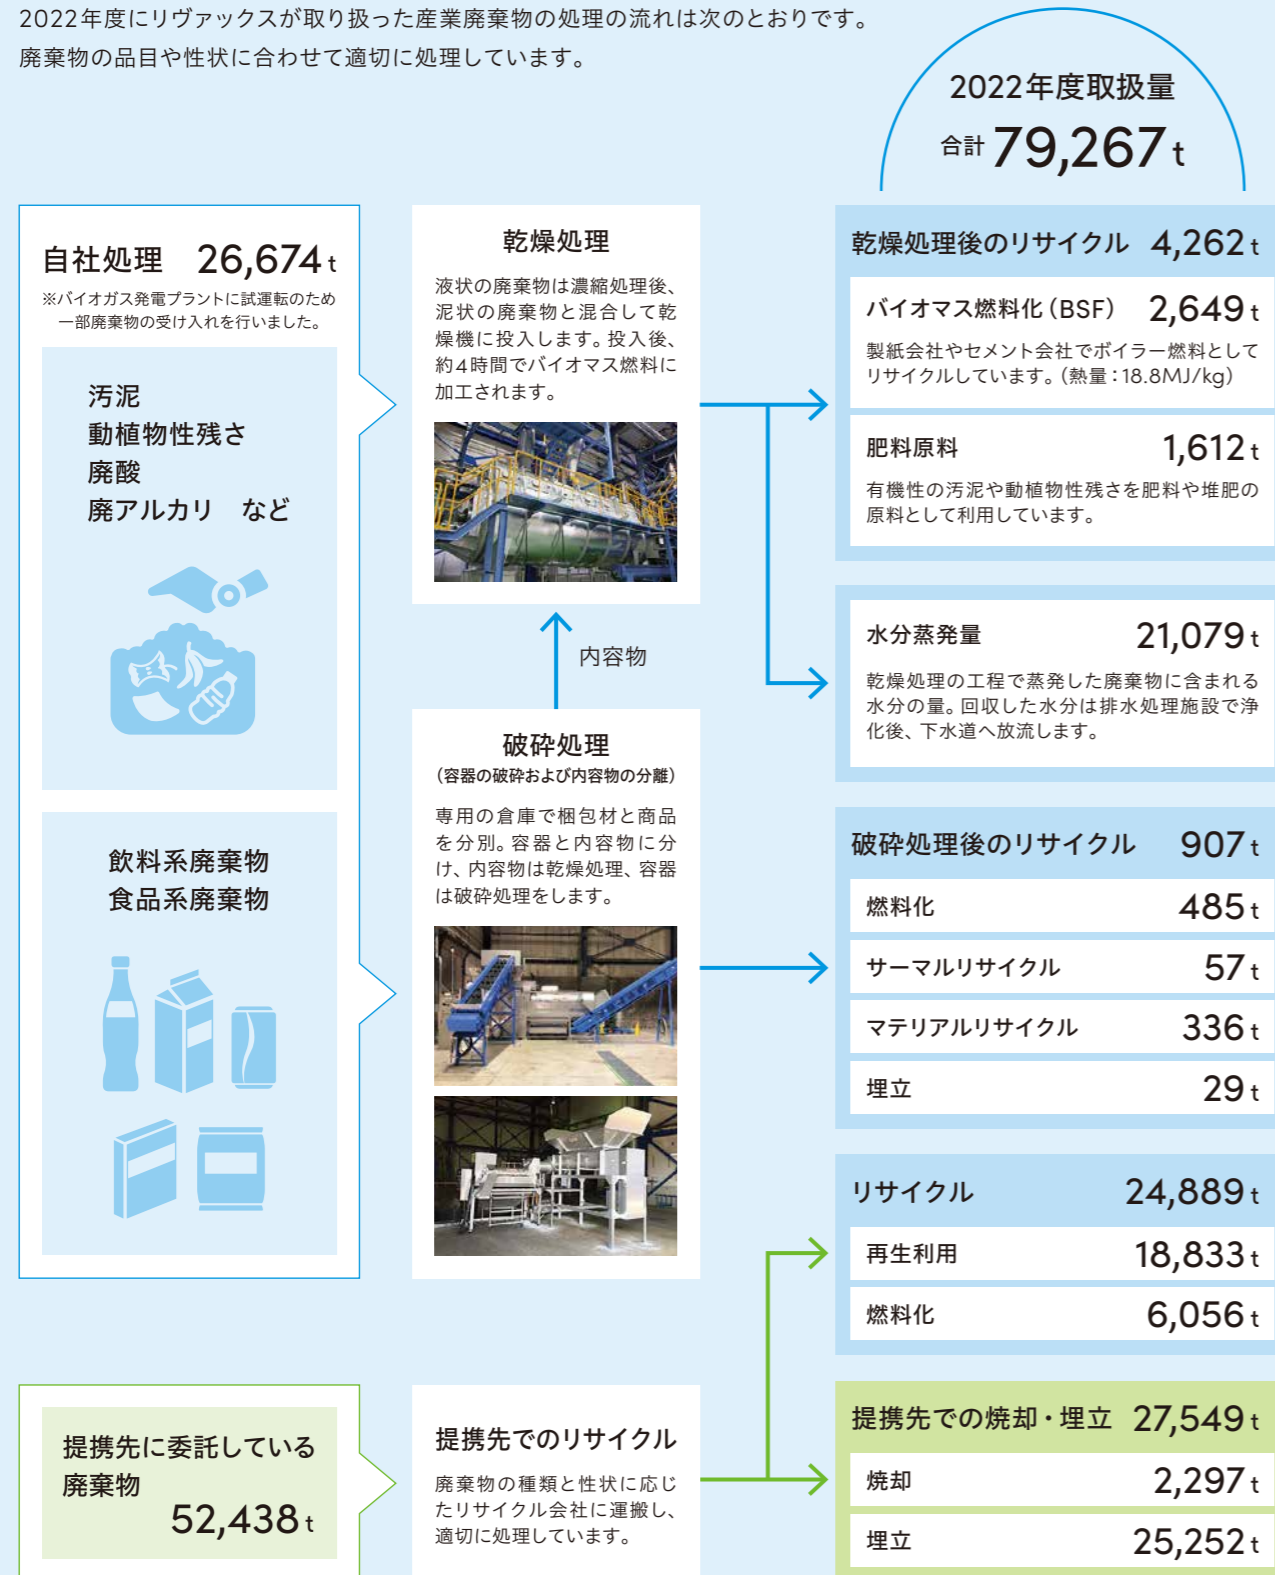 2022年度にリヴァックスが取り扱った産業廃棄物の処理の流れは次のとおりです。
廃棄物の品目や性状に合わせて適切に処理しています。
2022年度取扱量
合計 79,267 t
自社処理 26,674 t
※バイオガス発電プラントに試運転のため
一部廃棄物の受け入れを行いました。
汚泥
動植物性残さ
廃酸
廃アルカリ など
飲料系廃棄物
食品系廃棄物
提携先に委託している
廃棄物
52,438 t
乾燥処理
液状の廃棄物は濃縮処理後、
泥状の廃棄物と混合して乾
燥機に投入します。投入後、
約4時間でバイオマス燃料に
加工されます。
内容物
破砕処理
(容器の破砕および内容物の分離)
専用の倉庫で梱包材と商品
を分別。容器と内容物に分
け、内容物は乾燥処理、容器
は破砕処理をします。
提携先でのリサイクル
廃棄物の種類と性状に応じ
たリサイクル会社に運搬し、
適切に処理しています。
乾燥処理後のリサイクル 4,262 t
バイオマス燃料化(BSF) 2,649 t
製紙会社やセメント会社でボイラー燃料として
リサイクルしています。(熱量:18.8MJ/kg)
肥料原料 1,612 t
有機性の汚泥や動植物性残さを肥料や堆肥の
原料として利用しています。
水分蒸発量 21,079 t
乾燥処理の工程で蒸発した廃棄物に含まれる
水分の量。回収した水分は排水処理施設で浄
化後、下水道へ放流します。
破砕処理後のリサイクル 907 t
燃料化 485 t
サーマルリサイクル 57 t
マテリアルリサイクル 336 t
埋立 29 t
リサイクル 24,889 t
再生利用 18,833 t
燃料化 6,056 t
提携先での焼却・埋立 27,549 t
焼却 2,297 t
埋立 25,252 t